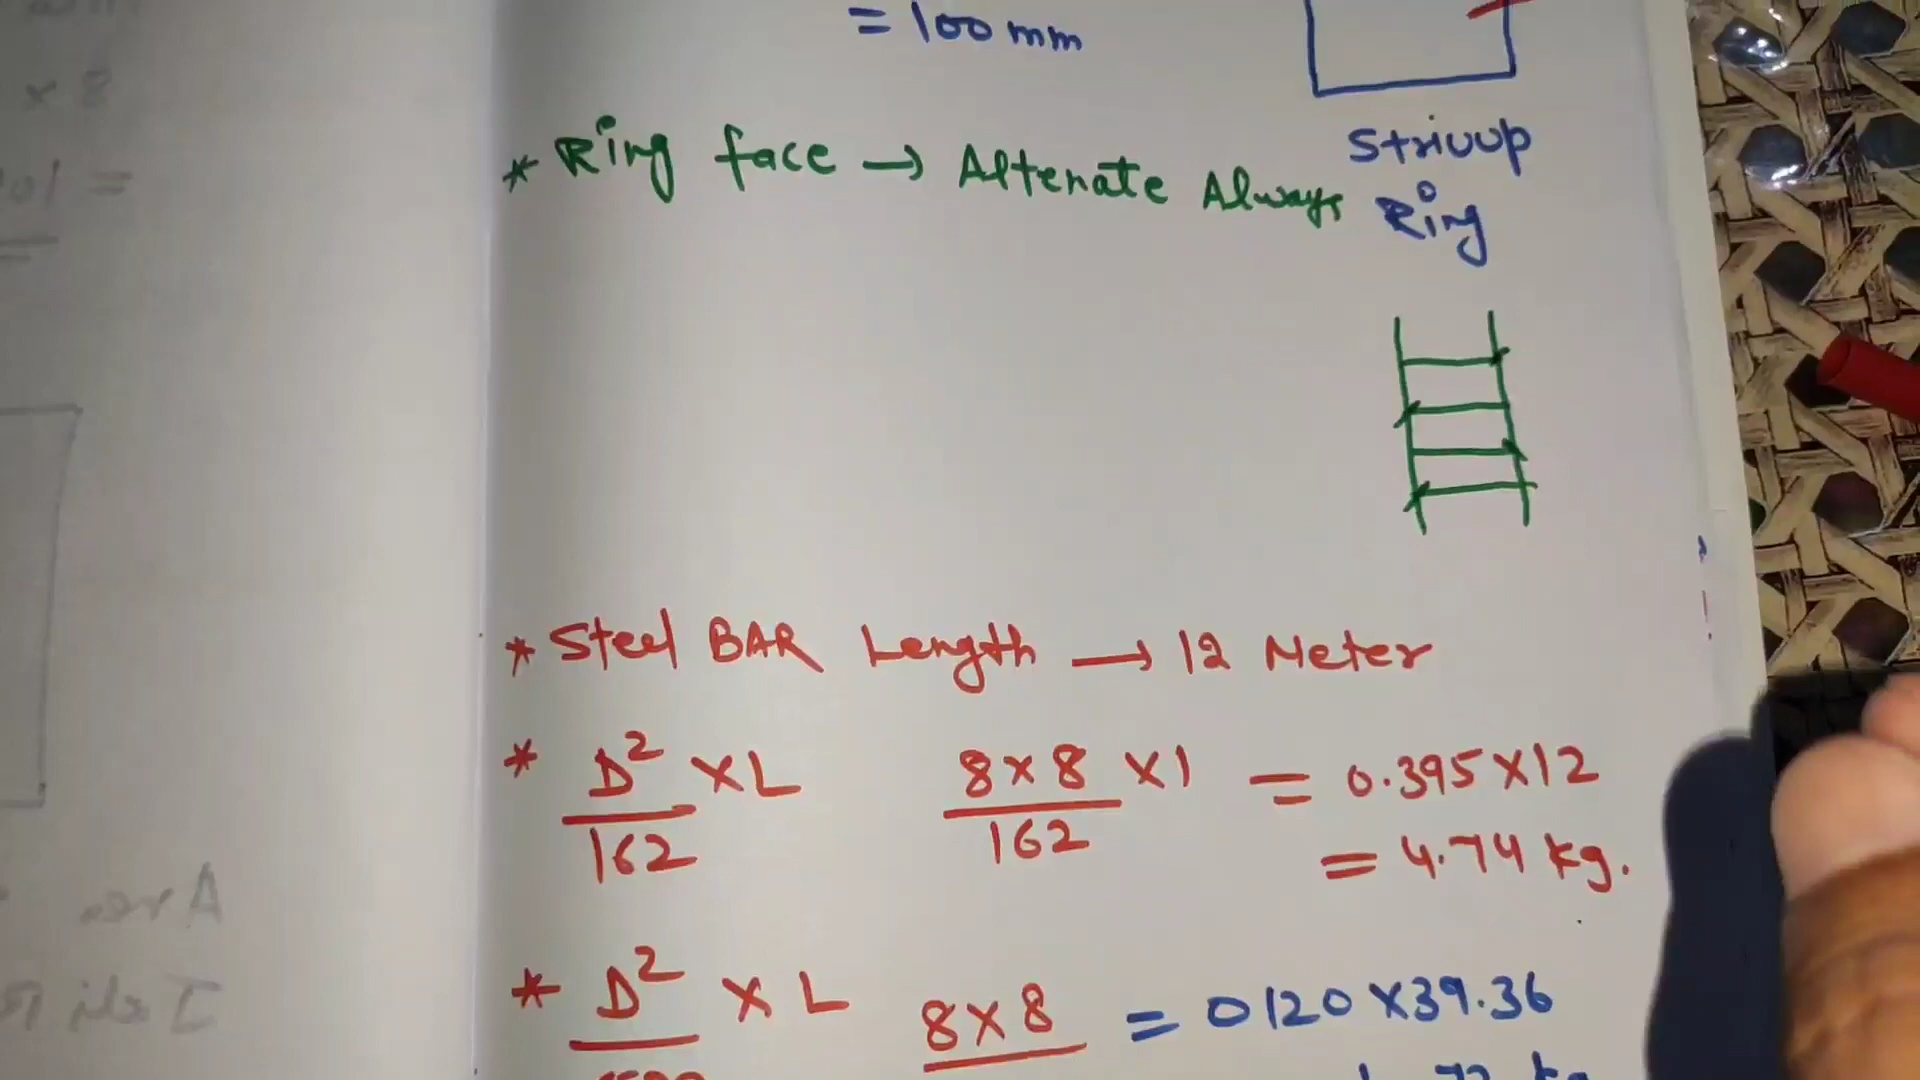 = 100 mm
* Ring face → Alternate Always
Striuup
Ring
* Steel BAR Length → 12 Meter
* D² × L 8×8 × 1 = 0.395×12
162 162
= 4.74 kg.
* D² × L 8×8 = 0120 ×39.36